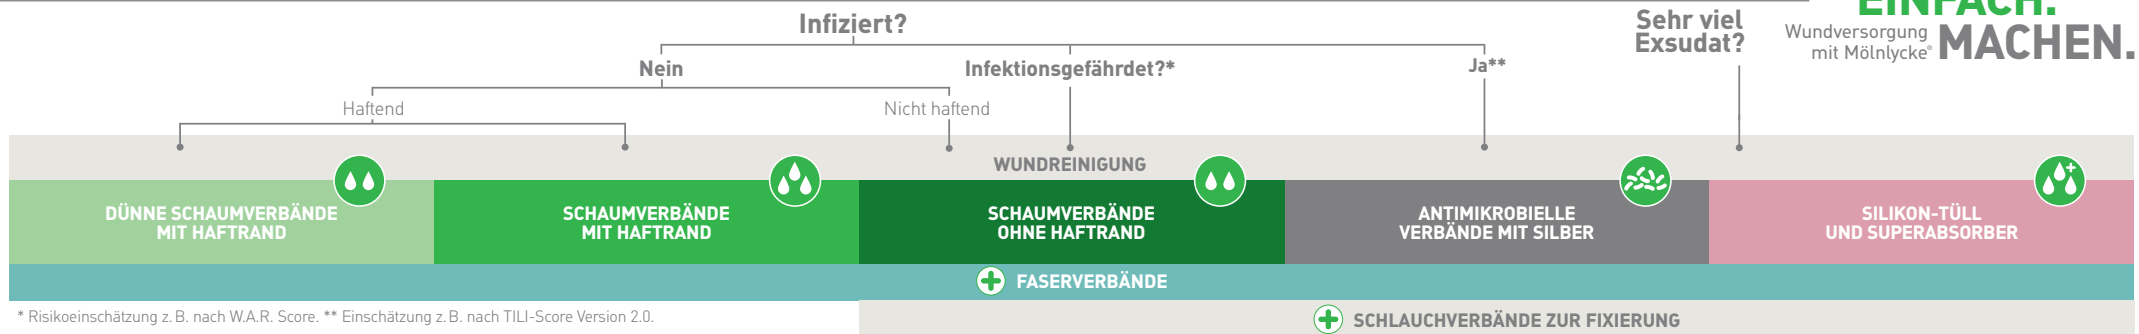 EINFACH.
Wundversorgung
mit Mölnlycke®
MACHEN.
Infiziert?
Sehr viel
Exsudat?
Nein
Infektionsgefährdet?*
Ja**
Haftend
Nicht haftend
WUNDREINIGUNG
DÜNNE SCHAUMVERBÄNDE
MIT HAFTRAND
SCHAUMVERBÄNDE
MIT HAFTRAND
SCHAUMVERBÄNDE
OHNE HAFTRAND
ANTIMIKROBIELLE
VERBÄNDE MIT SILBER
SILIKON-TÜLL
UND SUPERABSORBER
FASERVERBÄNDE
* Risikoeinschätzung z. B. nach W.A.R. Score. ** Einschätzung z. B. nach TILI-Score Version 2.0.
SCHLAUCHVERBÄNDE ZUR FIXIERUNG